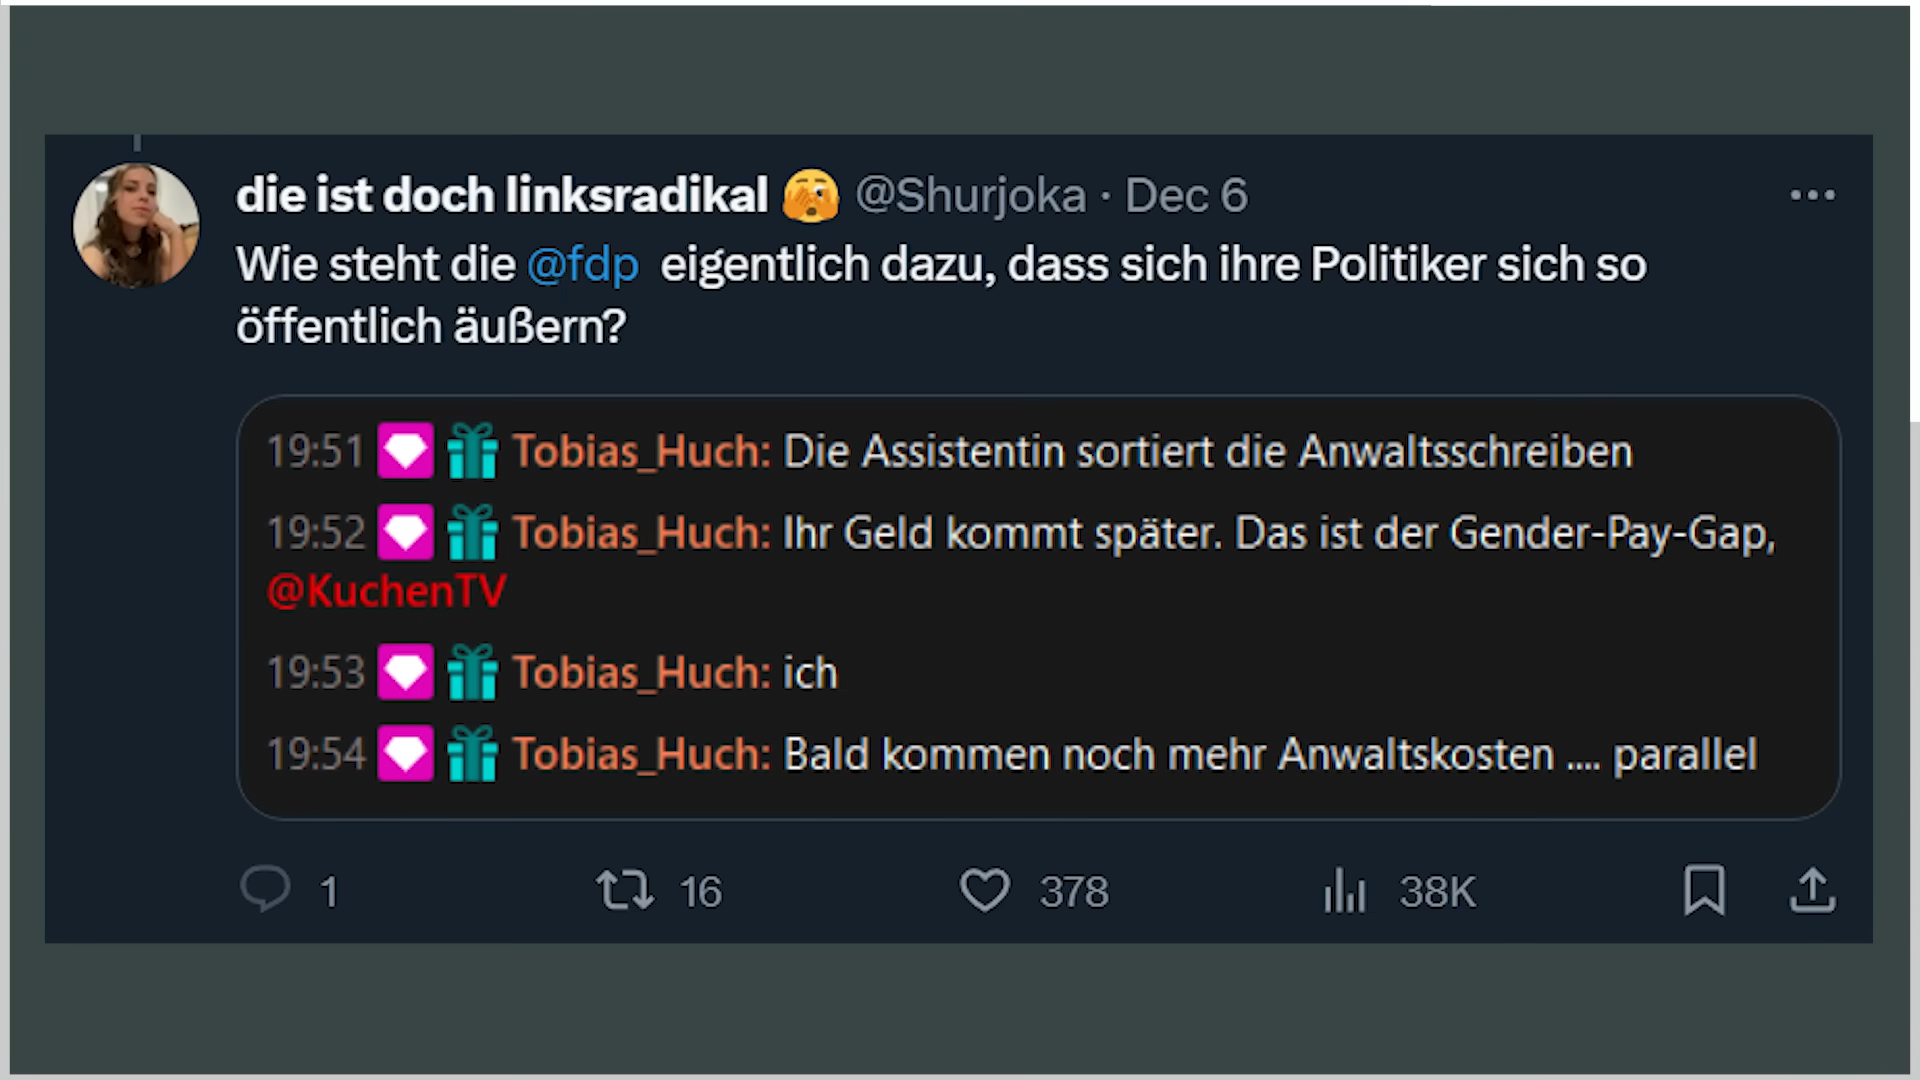 die ist doch linksradikal 🫣 @Shurjoka · Dec 6
Wie steht die @fdp eigentlich dazu, dass sich ihre Politiker sich so
öffentlich äußern?
19:51 Tobias_Huch: Die Assistentin sortiert die Anwaltsschreiben
19:52 Tobias_Huch: Ihr Geld kommt später. Das ist der Gender-Pay-Gap,
@KuchenTV
19:53 Tobias_Huch: ich
19:54 Tobias_Huch: Bald kommen noch mehr Anwaltskosten .... parallel
1 16 378 38K